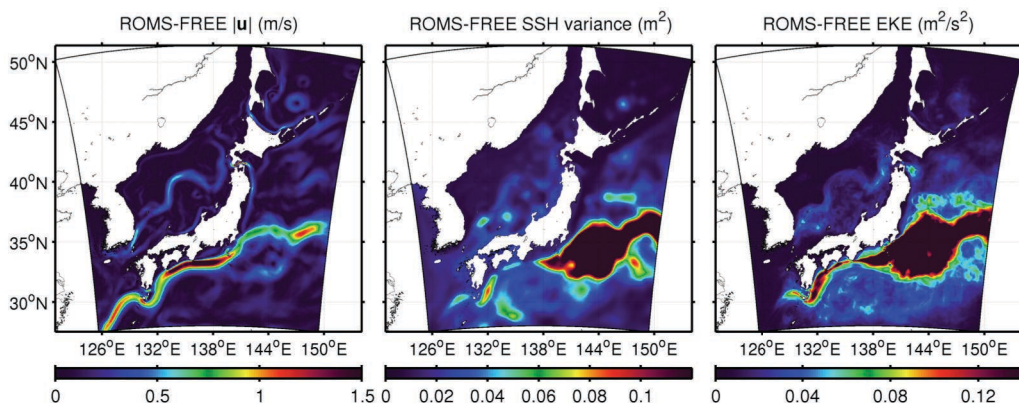 ROMS-FREE |u| (m/s)
ROMS-FREE SSH variance (m²)
ROMS-FREE EKE (m²/s²)
50°N
45°N
40°N
35°N
30°N
126°E 132°E 138°E 144°E 150°E
126°E 132°E 138°E 144°E 150°E
126°E 132°E 138°E 144°E 150°E
0 0.5 1 1.5
0 0.02 0.04 0.06 0.08 0.1
0 0.04 0.08 0.12